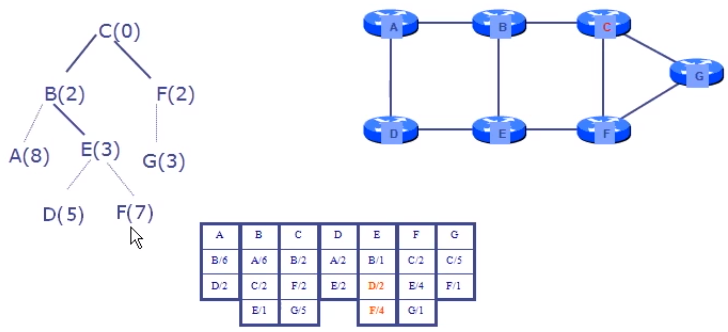 C(0)
B(2) F(2)
A(8) E(3) G(3)
D(5) F(7)
A B C
G
D E F
A B C D E F G
B/6 A/6 B/2 A/2 B/1 C/2 C/5
D/2 C/2 F/2 E/2 D/2 E/4 F/1
E/1 G/5 F/4 G/1